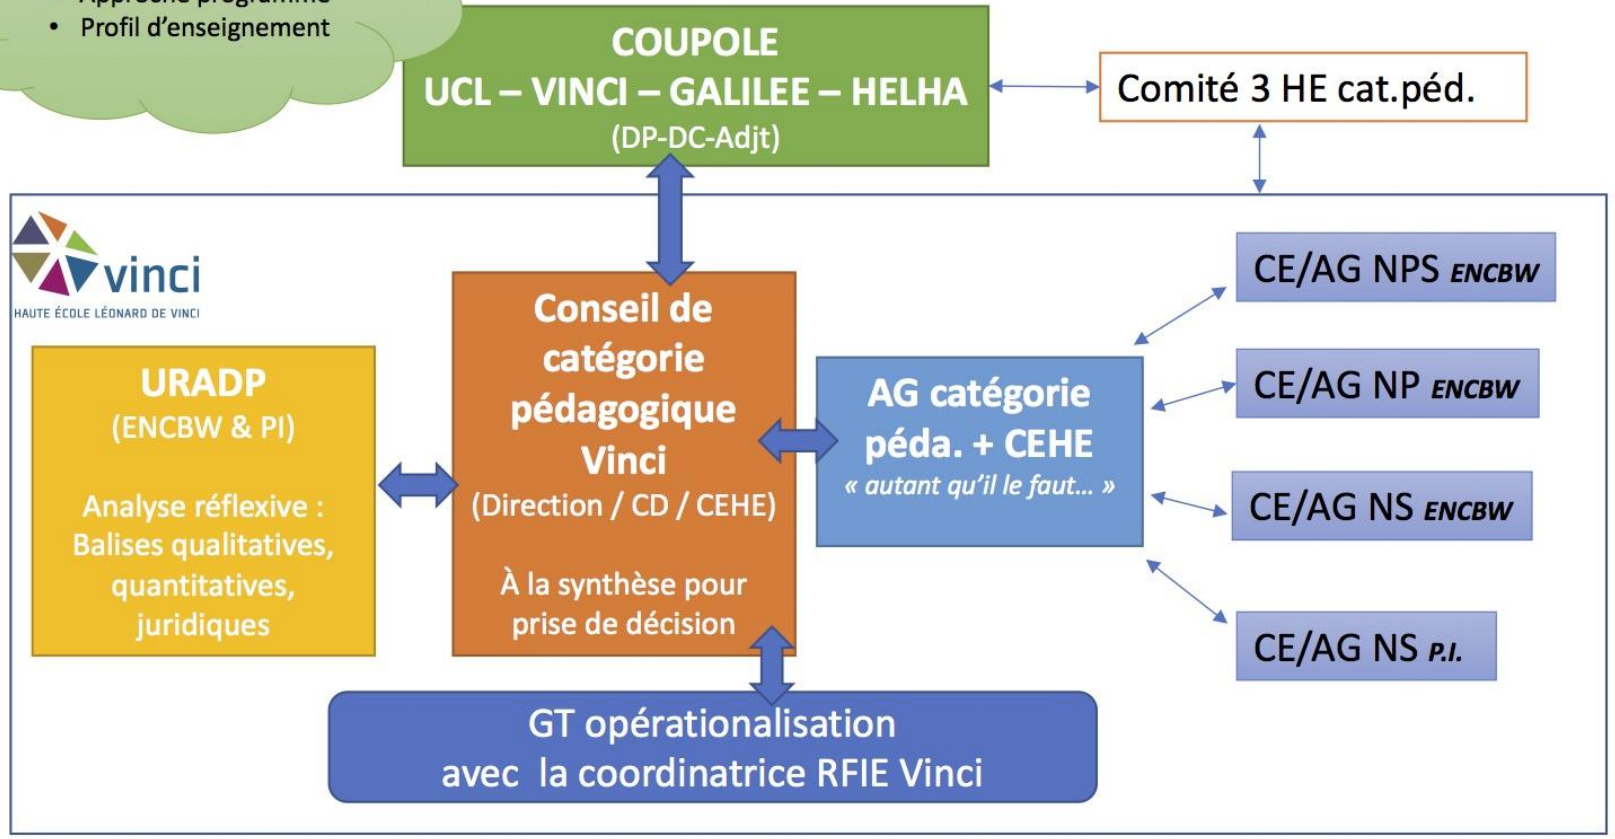 Approche programme
• Profil d'enseignement
COUPOLE
UCL – VINCI – GALILEE – HELHA
(DP-DC-Adjt)
Comité 3 HE cat.péd.
vinci
HAUTE ÉCOLE LÉONARD DE VINCI
URADP
(ENCBW & PI)
Analyse réflexive :
Balises qualitatives,
quantitatives,
juridiques
Conseil de
catégorie
pédagogique
Vinci
(Direction / CD / CEHE)
À la synthèse pour
prise de décision
AG catégorie
péda. + CEHE
« autant qu'il le faut... »
CE/AG NPS ENCBW
CE/AG NP ENCBW
CE/AG NS ENCBW
CE/AG NS P.I.
GT opérationalisation
avec la coordinatrice RFIE Vinci